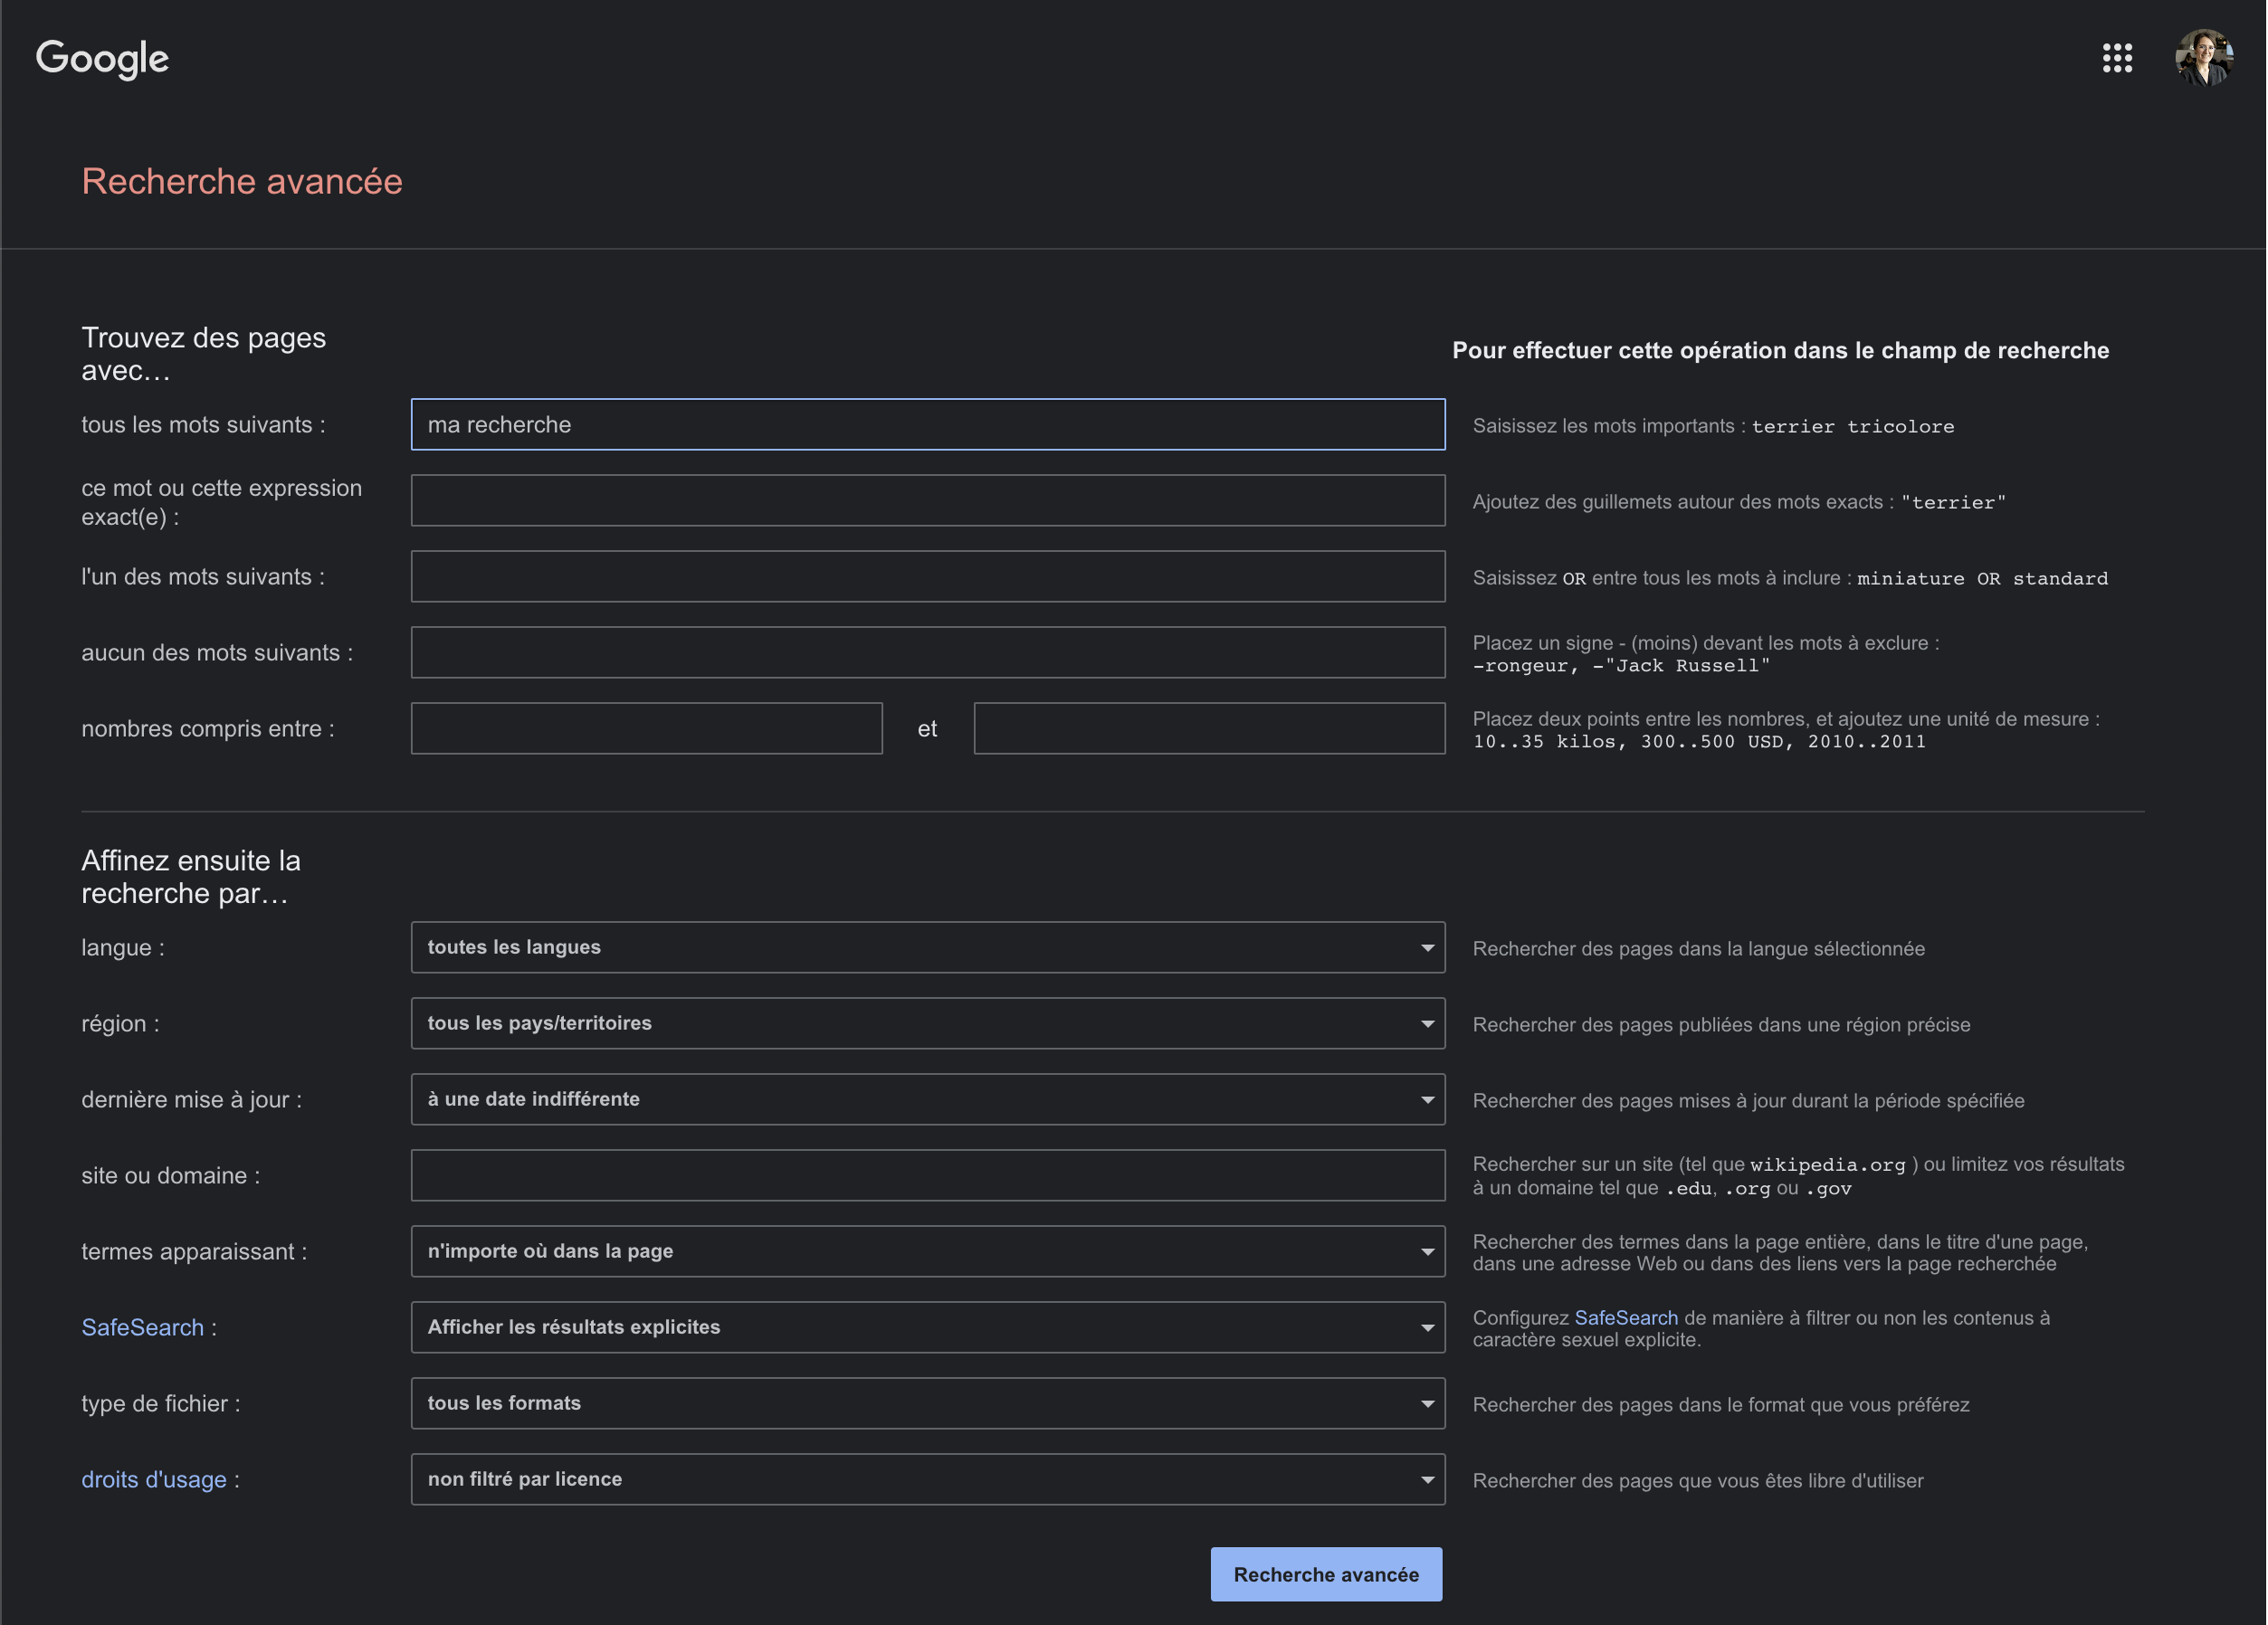 Google
Recherche avancée
Trouvez des pages
avec…
Pour effectuer cette opération dans le champ de recherche
tous les mots suivants :
ma recherche
Saisissez les mots importants : terrier tricolore
ce mot ou cette expression
exact(e) :
Ajoutez des guillemets autour des mots exacts : "terrier"
l'un des mots suivants :
Saisissez OR entre tous les mots à inclure : miniature OR standard
aucun des mots suivants :
Placez un signe - (moins) devant les mots à exclure :
-rongeur, -"Jack Russell"
nombres compris entre :
et
Placez deux points entre les nombres, et ajoutez une unité de mesure :
10..35 kilos, 300..500 USD, 2010..2011
Affinez ensuite la
recherche par…
langue :
toutes les langues
Rechercher des pages dans la langue sélectionnée
région :
tous les pays/territoires
Rechercher des pages publiées dans une région précise
dernière mise à jour :
à une date indifférente
Rechercher des pages mises à jour durant la période spécifiée
site ou domaine :
Rechercher sur un site (tel que wikipedia.org ) ou limitez vos résultats
à un domaine tel que .edu, .org ou .gov
termes apparaissant :
n'importe où dans la page
Rechercher des termes dans la page entière, dans le titre d'une page,
dans une adresse Web ou dans des liens vers la page recherchée
SafeSearch :
Afficher les résultats explicites
Configurez SafeSearch de manière à filtrer ou non les contenus à
caractère sexuel explicite.
type de fichier :
tous les formats
Rechercher des pages dans le format que vous préférez
droits d'usage :
non filtré par licence
Rechercher des pages que vous êtes libre d'utiliser
Recherche avancée